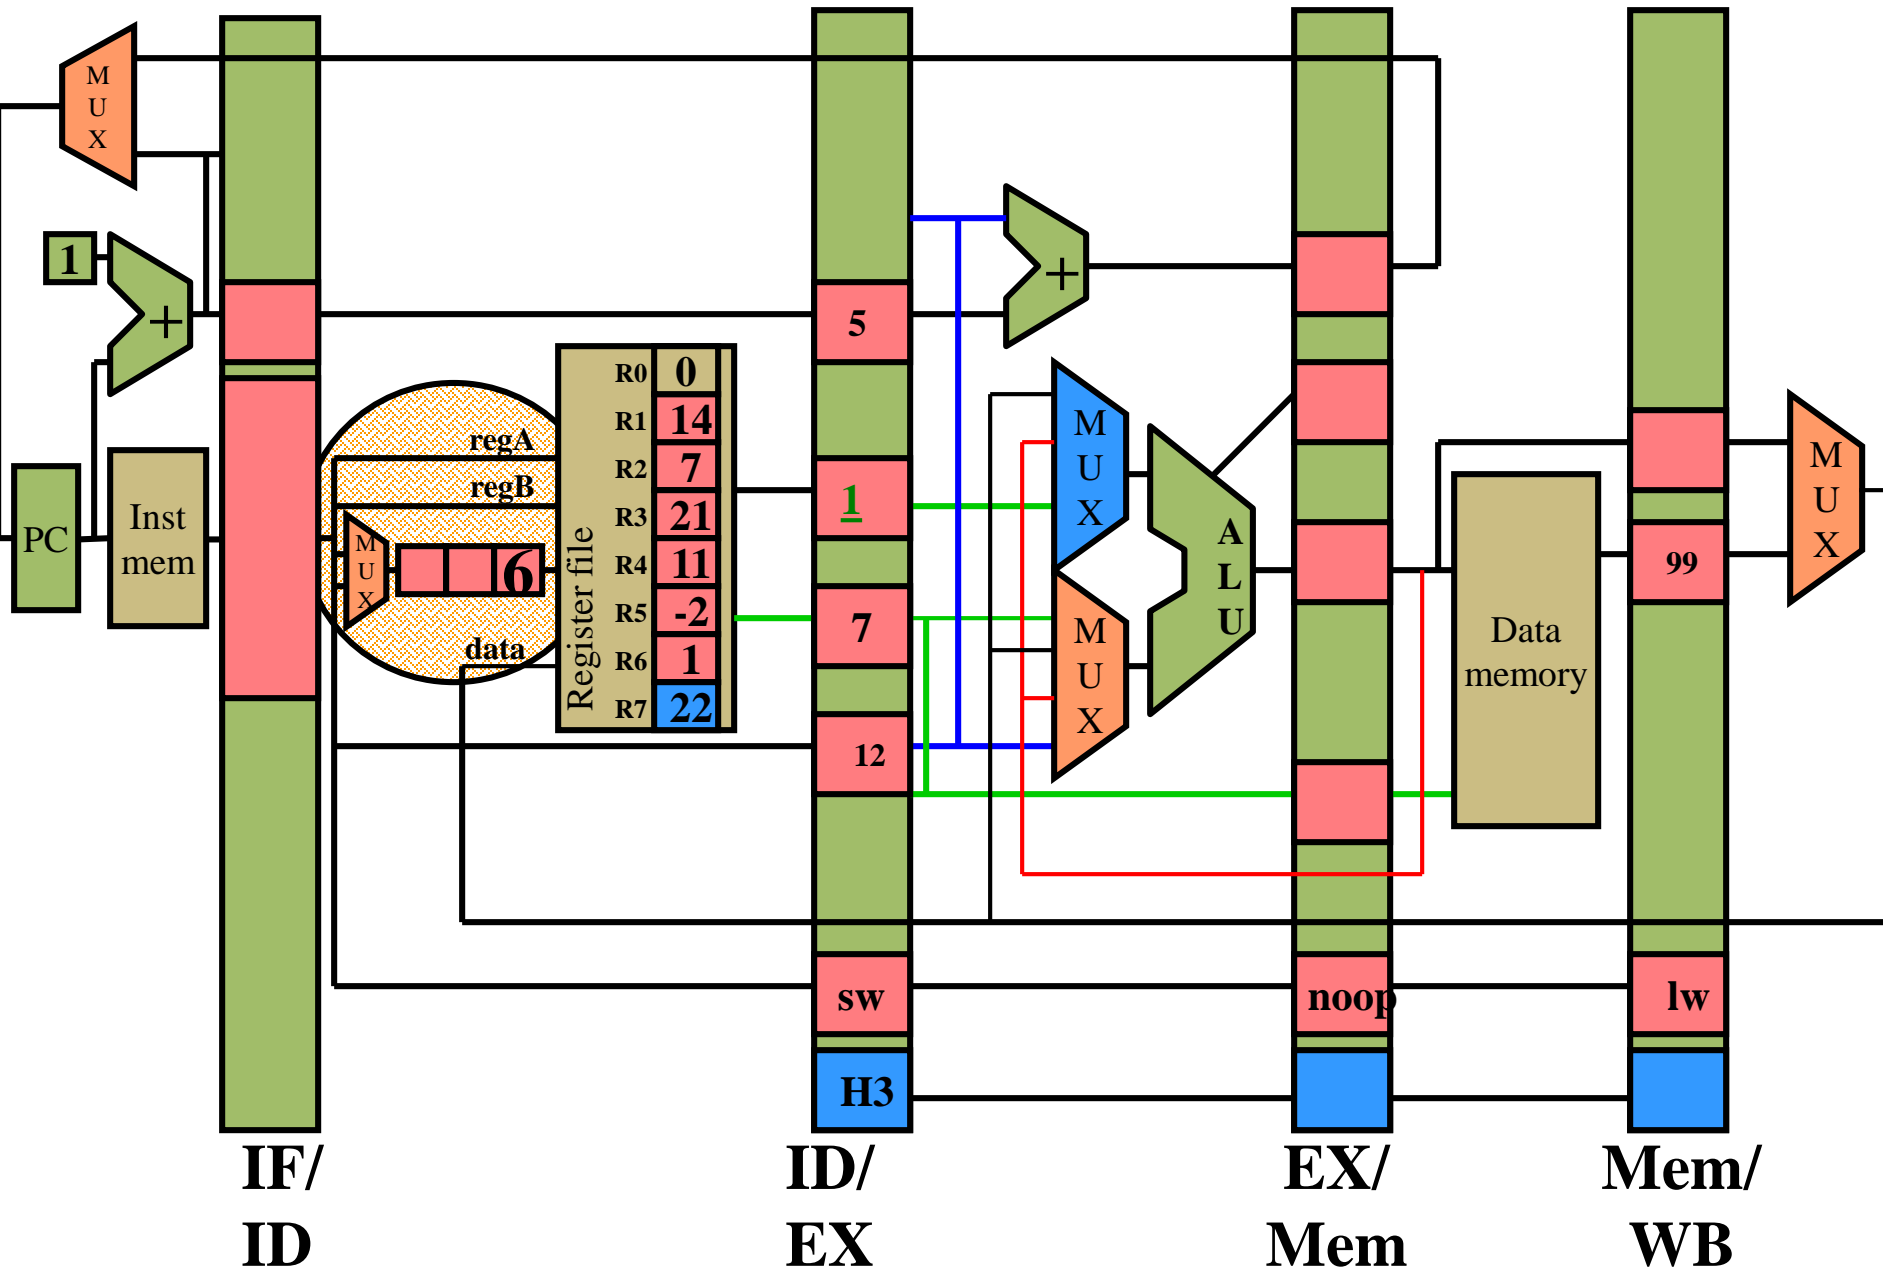 M
U
X
1
+
PC
Inst
mem
regA
regB
M
U
X
6
data
Register file
R0 0
R1 14
R2 7
R3 21
R4 11
R5 -2
R6 1
R7 22
5
1
7
12
sw
H3
+
M
U
X
M
U
X
A
L
U
noop
Data
memory
99
lw
M
U
X
IF/
ID
ID/
EX
EX/
Mem
Mem/
WB